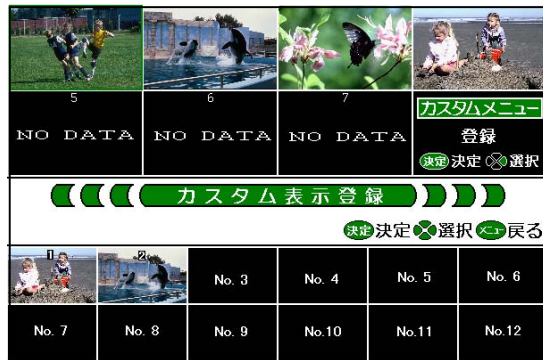 5 6 7
NO DATA NO DATA NO DATA
カスタムメニュー
登録
決定 決定 選択
カスタム表示登録
決定 決定 選択 メニュー 戻る
1 2 No. 3 No. 4 No. 5 No. 6
No. 7 No. 8 No. 9 No.10 No.11 No.12